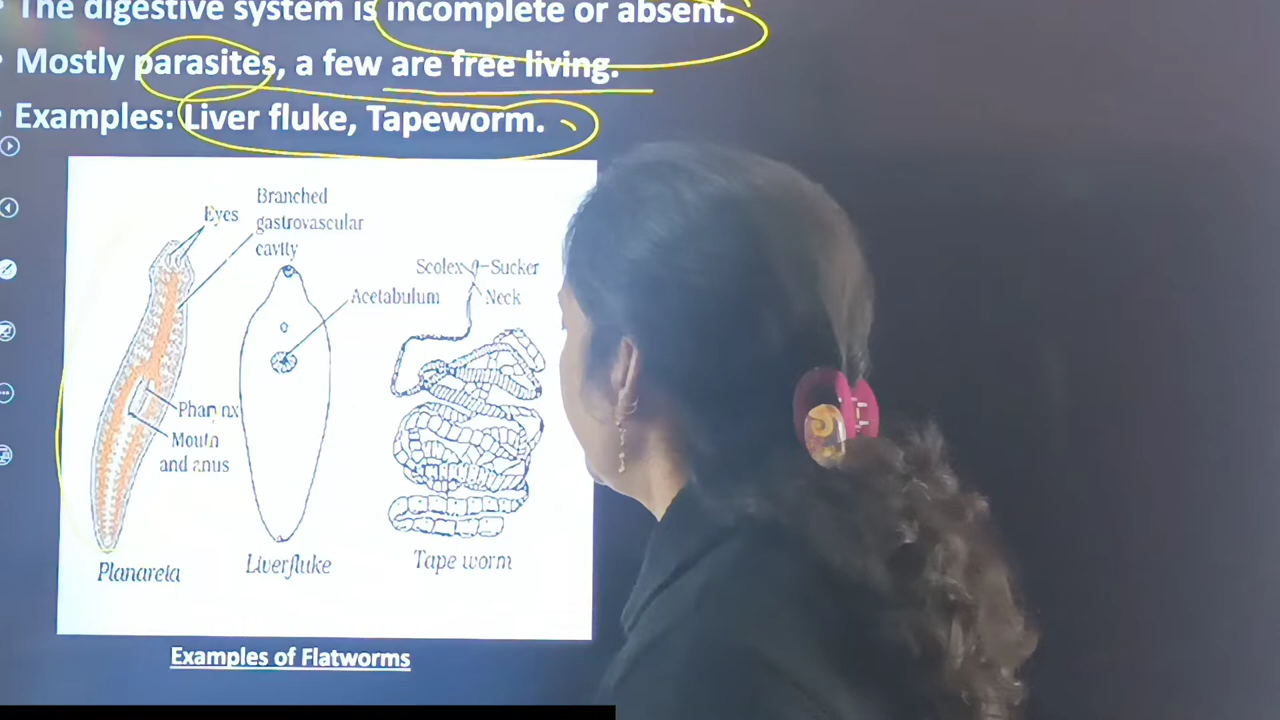 • The digestive system is incomplete or absent.
• Mostly parasites, a few are free living.
• Examples: Liver fluke, Tapeworm.
Eyes
Branched
gastrovascular
cavity
Acetabulum
Scolex
Sucker
Neck
Pharynx
Mouth
and anus
Planareia
Liverfluke
Tape worm
Examples of Flatworms